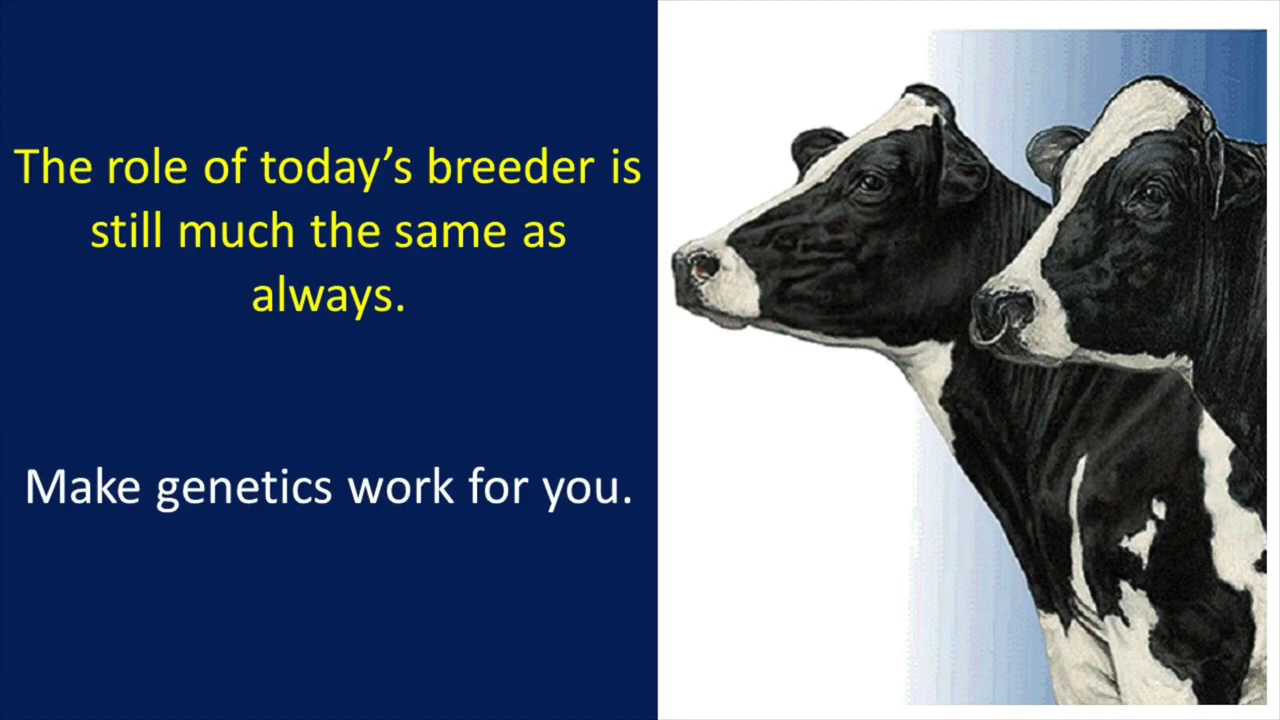 The role of today’s breeder is
still much the same as
always.
Make genetics work for you.